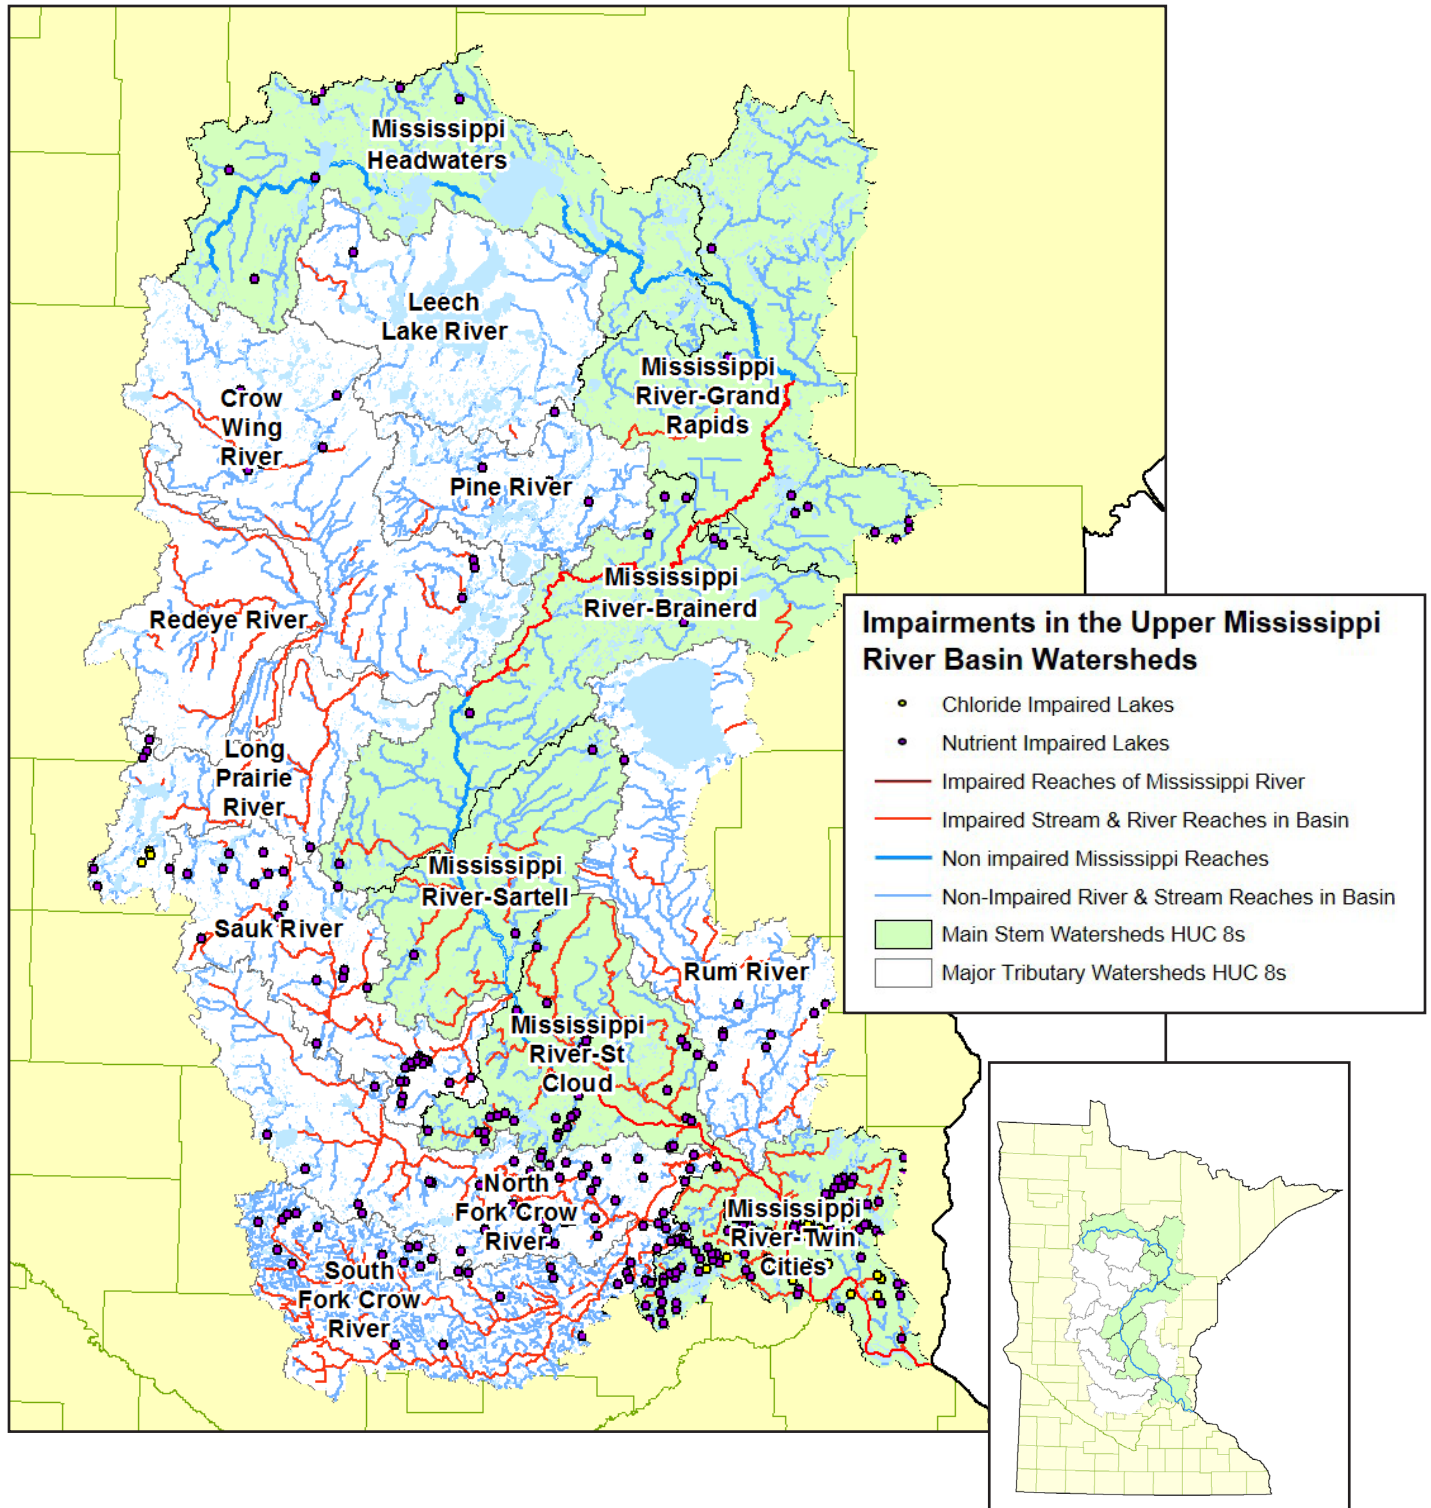 Mississippi
Headwaters
Leech
Lake River
Mississippi
River-Grand
Rapids
Crow
Wing
River
Pine River
Mississippi
River-Brainerd
Redeye River
Long
Prairie
River
Mississippi
River-Sartell
Sauk River
Rum River
Mississippi
River-St
Cloud
North
Fork Crow
River
Mississippi
River-Twin
Cities
South
Fork Crow
River
Impairments in the Upper Mississippi
River Basin Watersheds
Chloride Impaired Lakes
Nutrient Impaired Lakes
Impaired Reaches of Mississippi River
Impaired Stream & River Reaches in Basin
Non impaired Mississippi Reaches
Non-Impaired River & Stream Reaches in Basin
Main Stem Watersheds HUC 8s
Major Tributary Watersheds HUC 8s